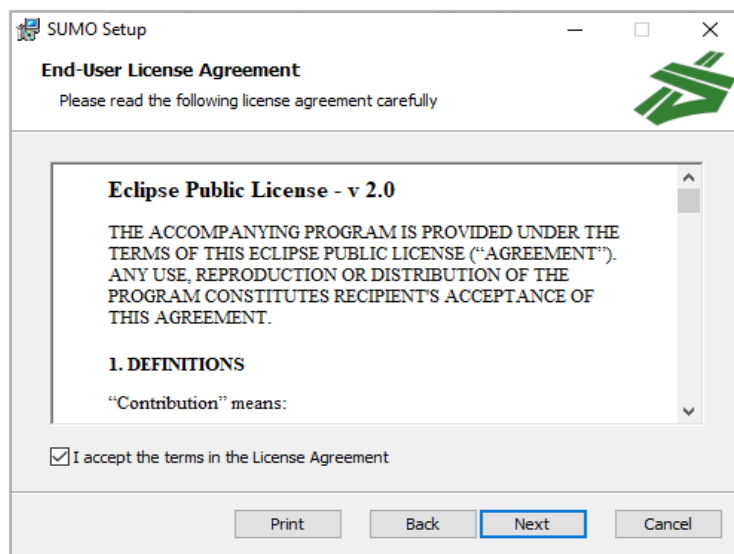 SUMO Setup
End-User License Agreement
Please read the following license agreement carefully
Eclipse Public License - v 2.0
THE ACCOMPANYING PROGRAM IS PROVIDED UNDER THE
TERMS OF THIS ECLIPSE PUBLIC LICENSE (“AGREEMENT”).
ANY USE, REPRODUCTION OR DISTRIBUTION OF THE
PROGRAM CONSTITUTES RECIPIENT'S ACCEPTANCE OF
THIS AGREEMENT.
1. DEFINITIONS
“Contribution” means:
I accept the terms in the License Agreement
Print Back Next Cancel